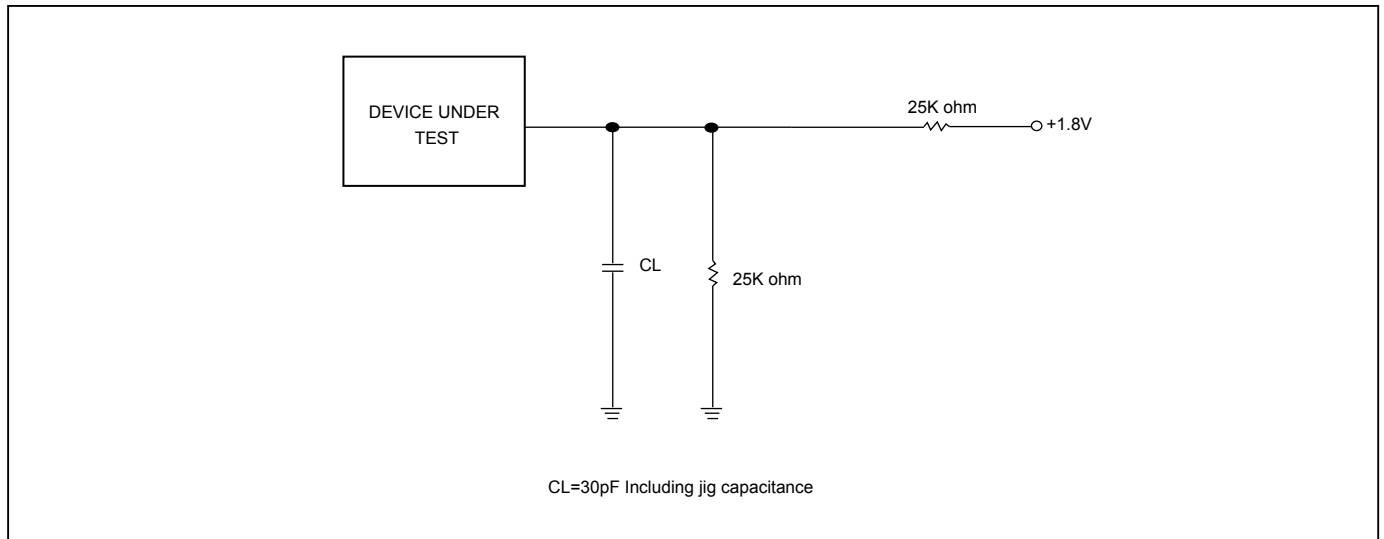 DEVICE UNDER
TEST
25K ohm
+1.8V
CL
25K ohm
CL=30pF Including jig capacitance